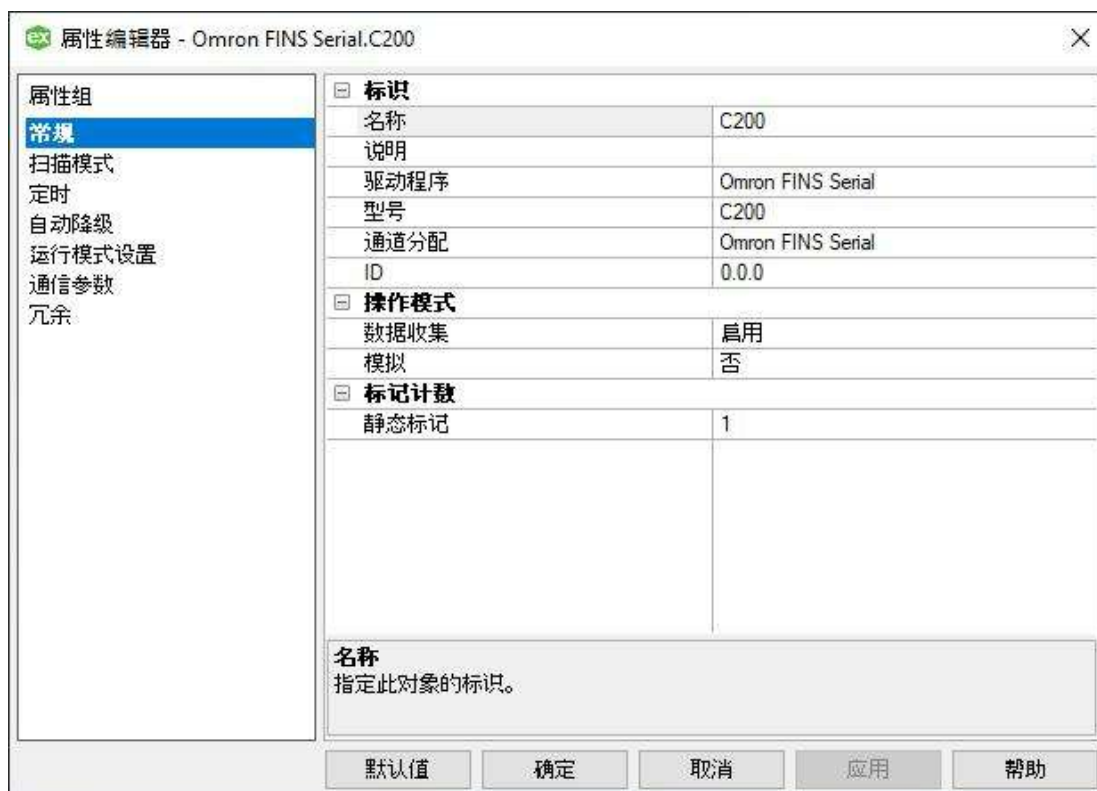 属性编辑器 - Omron FINS Serial.C200
属性组
常规
扫描模式
定时
自动降级
运行模式设置
通信参数
冗余
标识
名称 C200
说明
驱动程序 Omron FINS Serial
型号 C200
通道分配 Omron FINS Serial
ID 0.0.0
操作模式
数据收集 启用
模拟 否
标记计数
静态标记 1
名称
指定此对象的标识。
默认值 确定 取消 应用 帮助